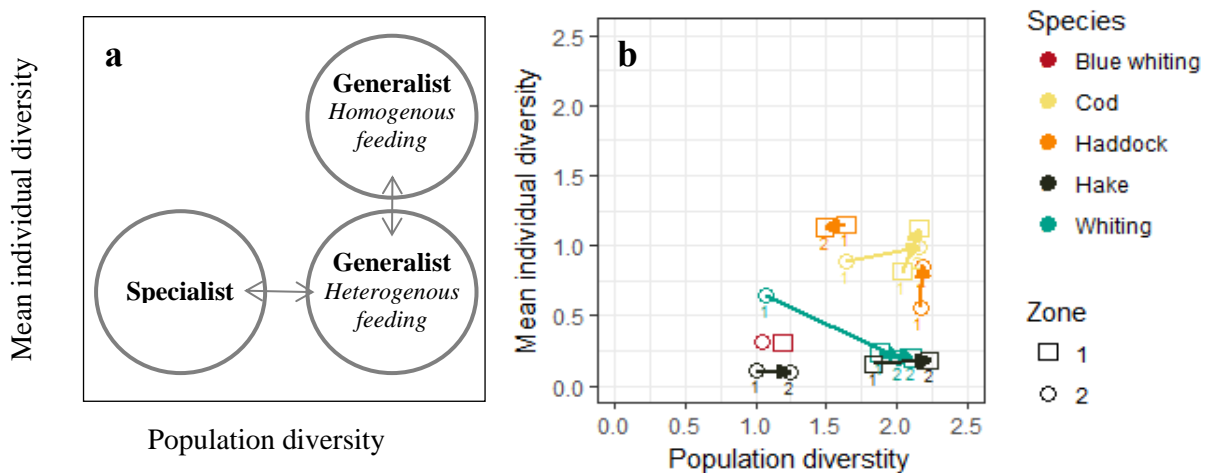 a
Generalist
Homogenous
feeding
Specialist
Generalist
Heterogenous
feeding
Mean individual diversity
Population diversity
b
Mean individual diversity
2.5
2.0
1.5
1.0
0.5
0.0
2
1
1
1
1
1
1
2
2
1
2
1
2
0.0
0.5
1.0
1.5
2.0
2.5
Population diverstity
Species
Blue whiting
Cod
Haddock
Hake
Whiting
Zone
1
2